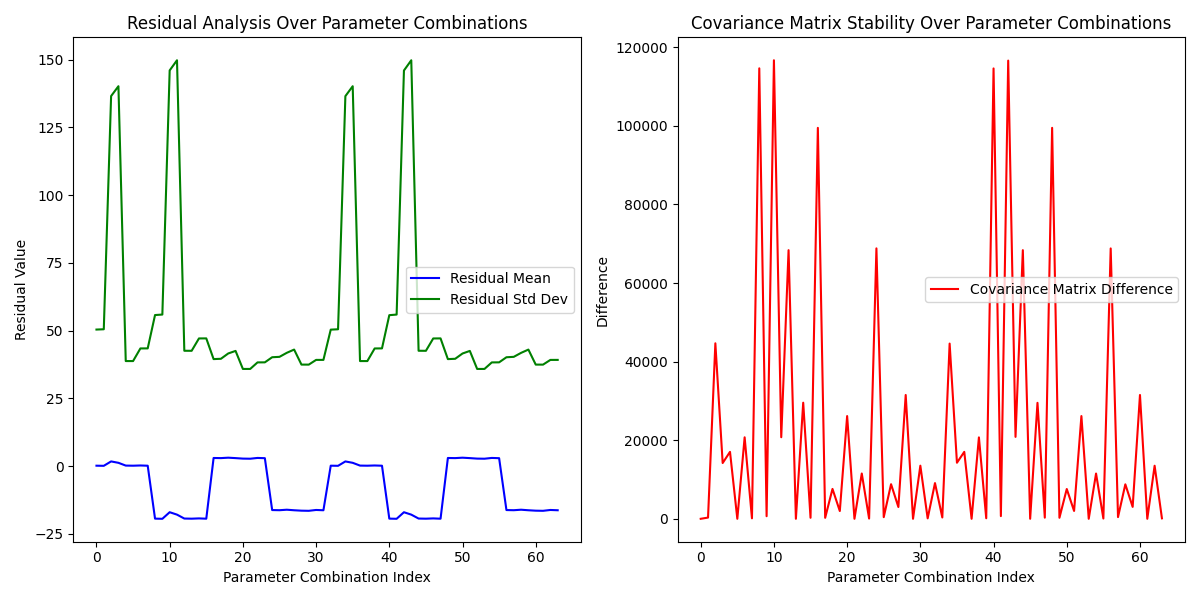 Residual Analysis Over Parameter Combinations
150
125
100
75
50
25
0
−25
Residual Value
Residual Mean
Residual Std Dev
0 10 20 30 40 50 60
Parameter Combination Index
Covariance Matrix Stability Over Parameter Combinations
120000
100000
80000
60000
40000
20000
0
Difference
Covariance Matrix Difference
0 10 20 30 40 50 60
Parameter Combination Index